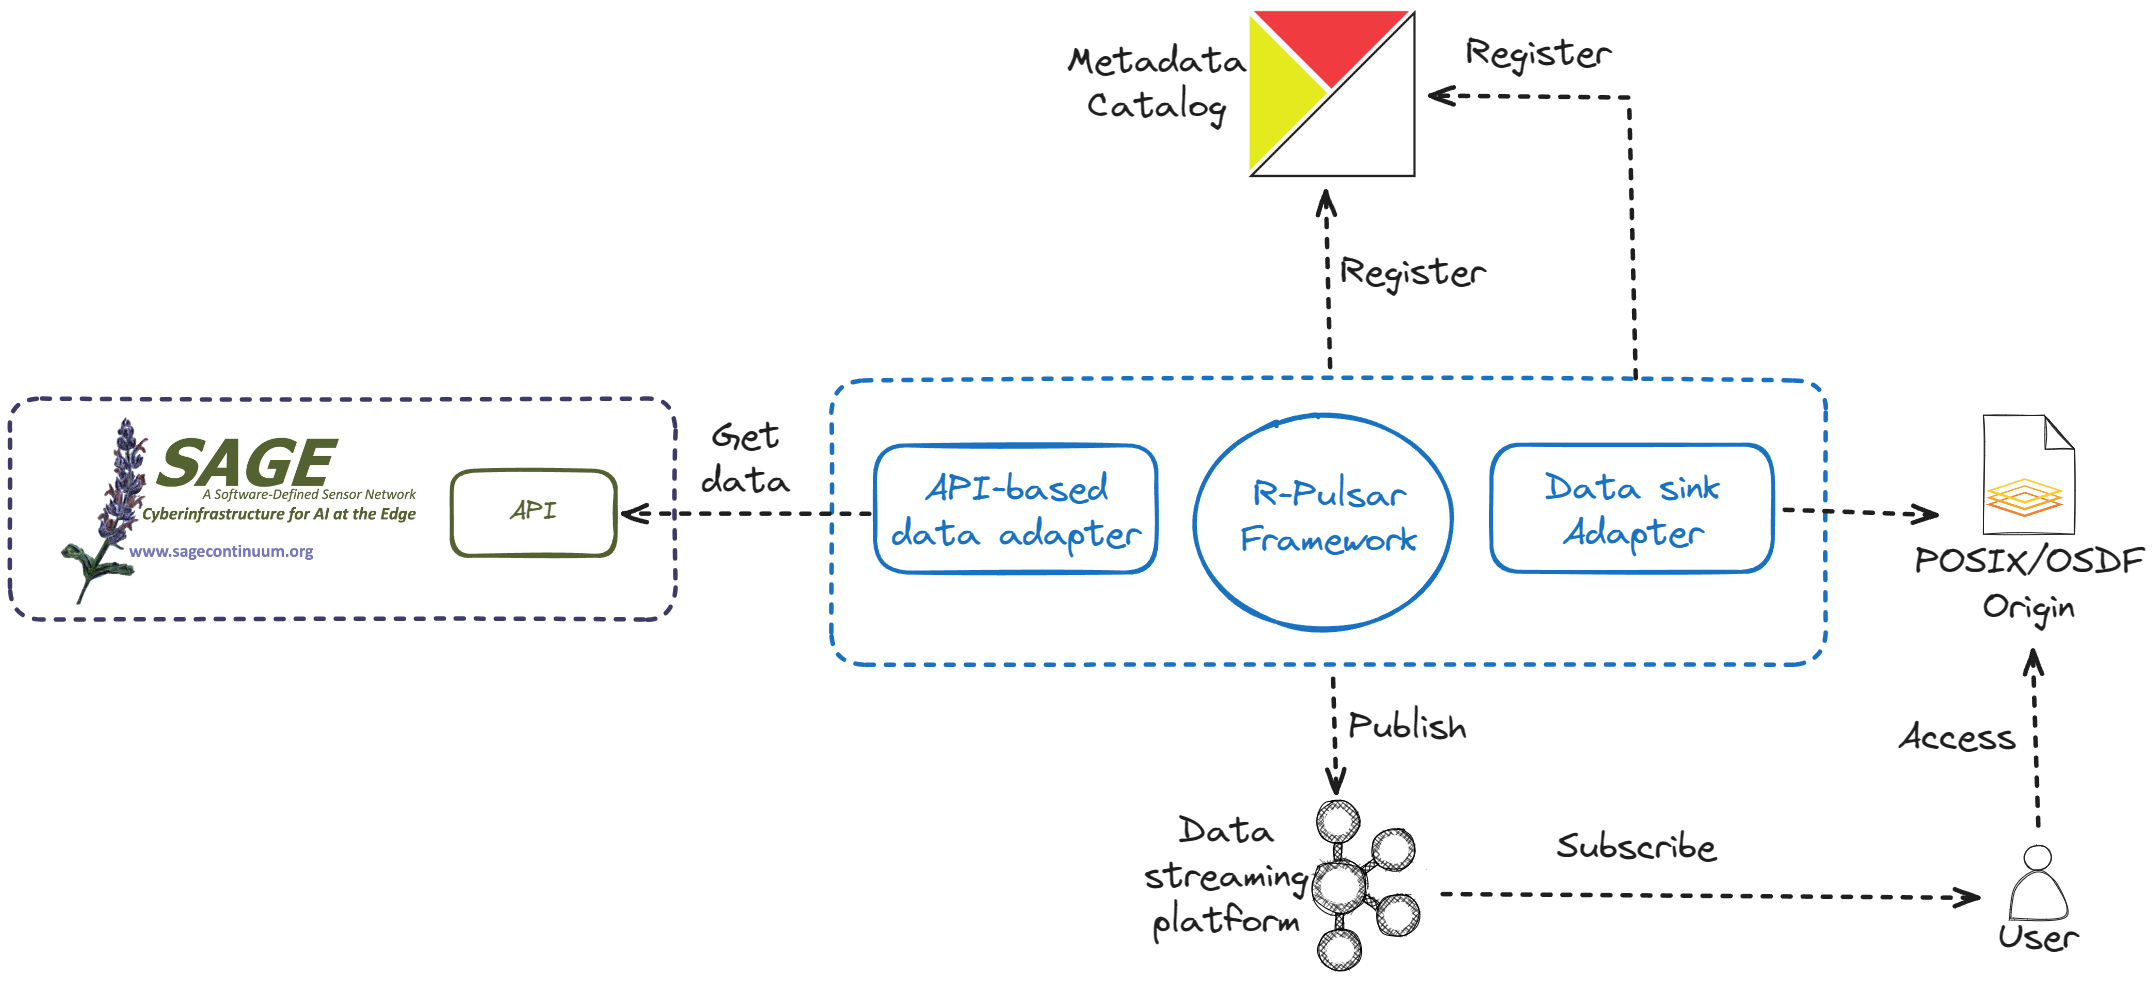 Metadata
Catalog
Register
Register
SAGE
A Software-Defined Sensor Network
Cyberinfrastructure for AI at the Edge
www.sagecontinuum.org
API
Get
data
API-based
data adapter
R-Pulsar
Framework
Data sink
Adapter
POSIX/OSDF
Origin
Publish
Access
Data
streaming
platform
Subscribe
User